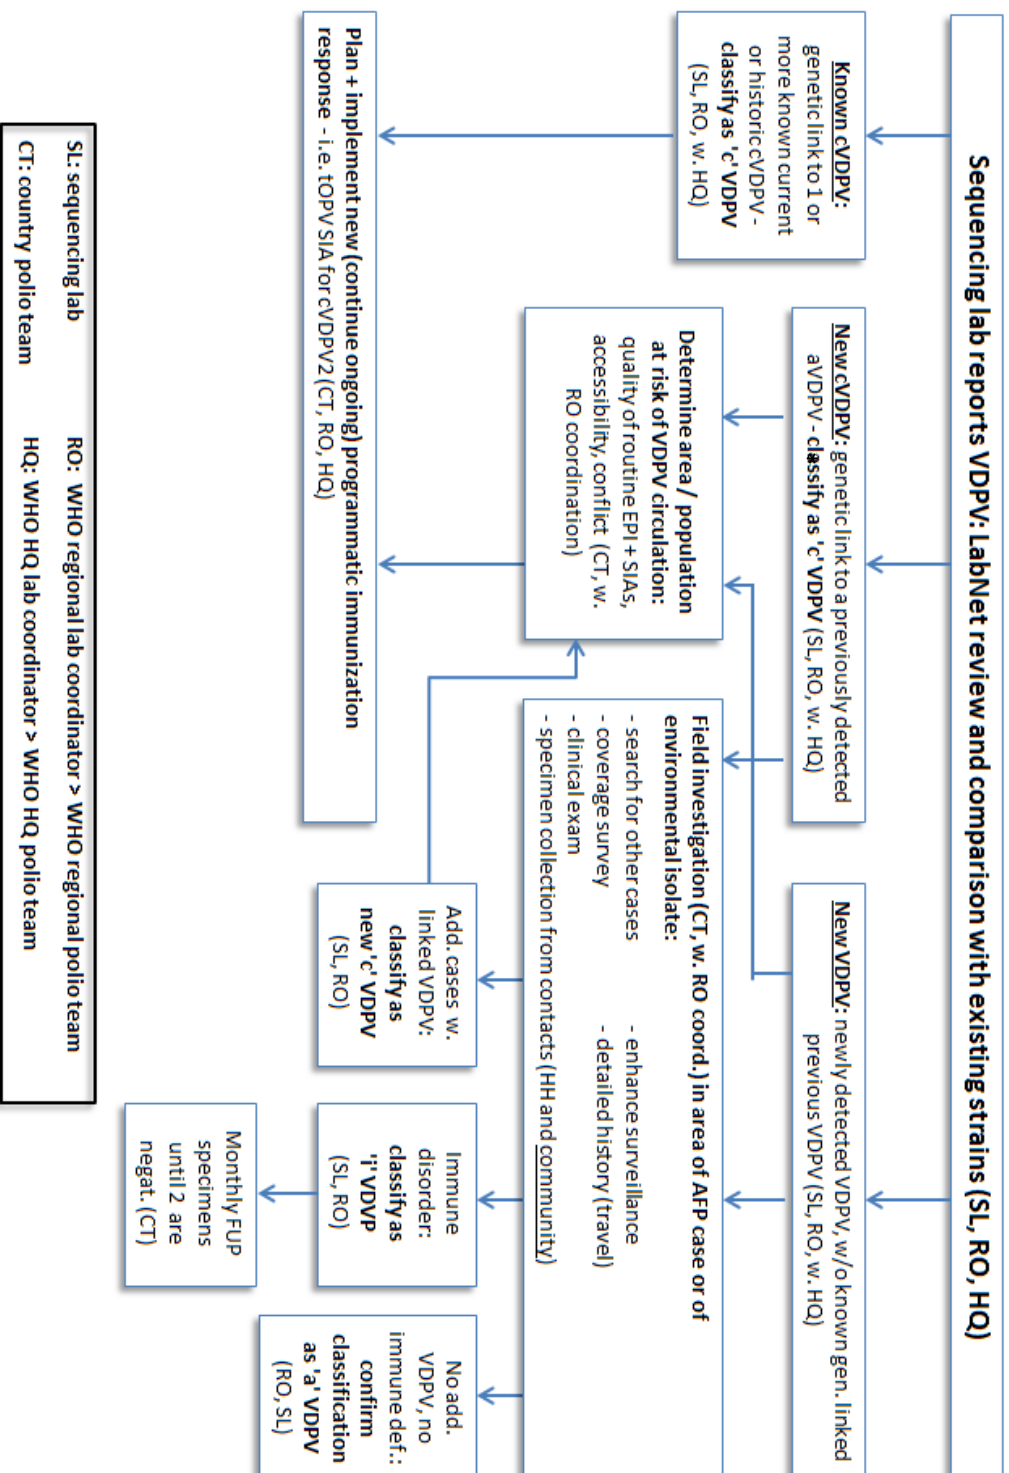 Sequencing lab reports VDPV: LabNet review and comparison with existing strains (SL, RO, HQ)
Known cVDPV:
genetic link to 1 or
more known current
or historic cVDPV -
classify as 'c' VDPV
(SL, RO, w. HQ)
New cVDPV: genetic link to a previously detected
aVDPV - classify as 'c' VDPV (SL, RO, w. HQ)
New VDPV: newly detected VDPV, w/o known gen. linked
previous VDPV (SL, RO, w. HQ)
Determine area / population
at risk of VDPV circulation:
quality of routine EPI + SIAs,
accessibility, conflict (CT, w.
RO coordination)
Field investigation (CT, w. RO coord.) in area of AFP case or of
environmental isolate:
- search for other cases
- enhance surveillance
- coverage survey
- detailed history (travel)
- clinical exam
- specimen collection from contacts (HH and community)
Plan + implement new (continue ongoing) programmatic immunization
response - i.e. tOPV SIA for cVDPV2 (CT, RO, HQ)
Add. cases w.
linked VDPV:
classify as
new 'c' VDPV
(SL, RO)
Immune
disorder:
classify as
'i' VDVP
(SL, RO)
No add.
VDPV, no
immune def.:
confirm
classification
as 'a' VDPV
(RO, SL)
Monthly FUP
specimens
until 2 are
negat. (CT)
SL: sequencing lab
RO: WHO regional lab coordinator > WHO regional polio team
CT: country polio team
HQ: WHO HQ lab coordinator > WHO HQ polio team